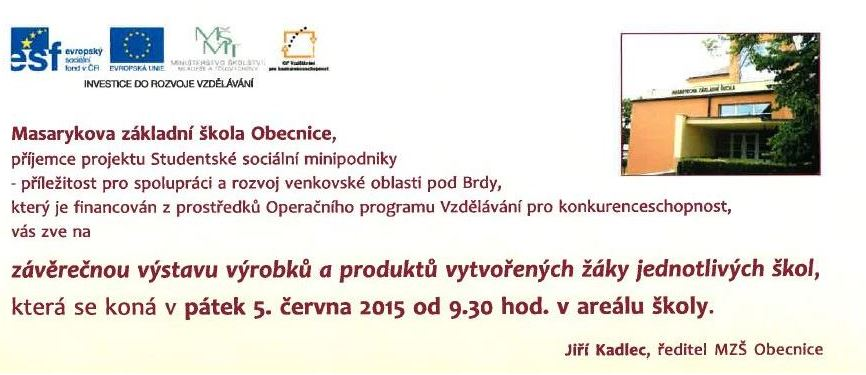 esf evropský sociální fond v ČR EVROPSKÁ UNIE MINISTERSTVO ŠKOLSTVÍ, MLÁDEŽE A TĚLOVÝCHOVY OP Vzdělávání pro konkurenceschopnost
INVESTICE DO ROZVOJE VZDĚLÁVÁNÍ
MASARYKOVA ZÁKLADNÍ ŠKOLA
Masarykova základní škola Obecnice,
příjemce projektu Studentské sociální minipodniky
- příležitost pro spolupráci a rozvoj venkovské oblasti pod Brdy,
který je financován z prostředků Operačního programu Vzdělávání pro konkurenceschopnost,
vás zve na
závěrečnou výstavu výrobků a produktů vytvořených žáky jednotlivých škol,
která se koná v pátek 5. června 2015 od 9.30 hod. v areálu školy.
Jiří Kadlec, ředitel MZŠ Obecnice